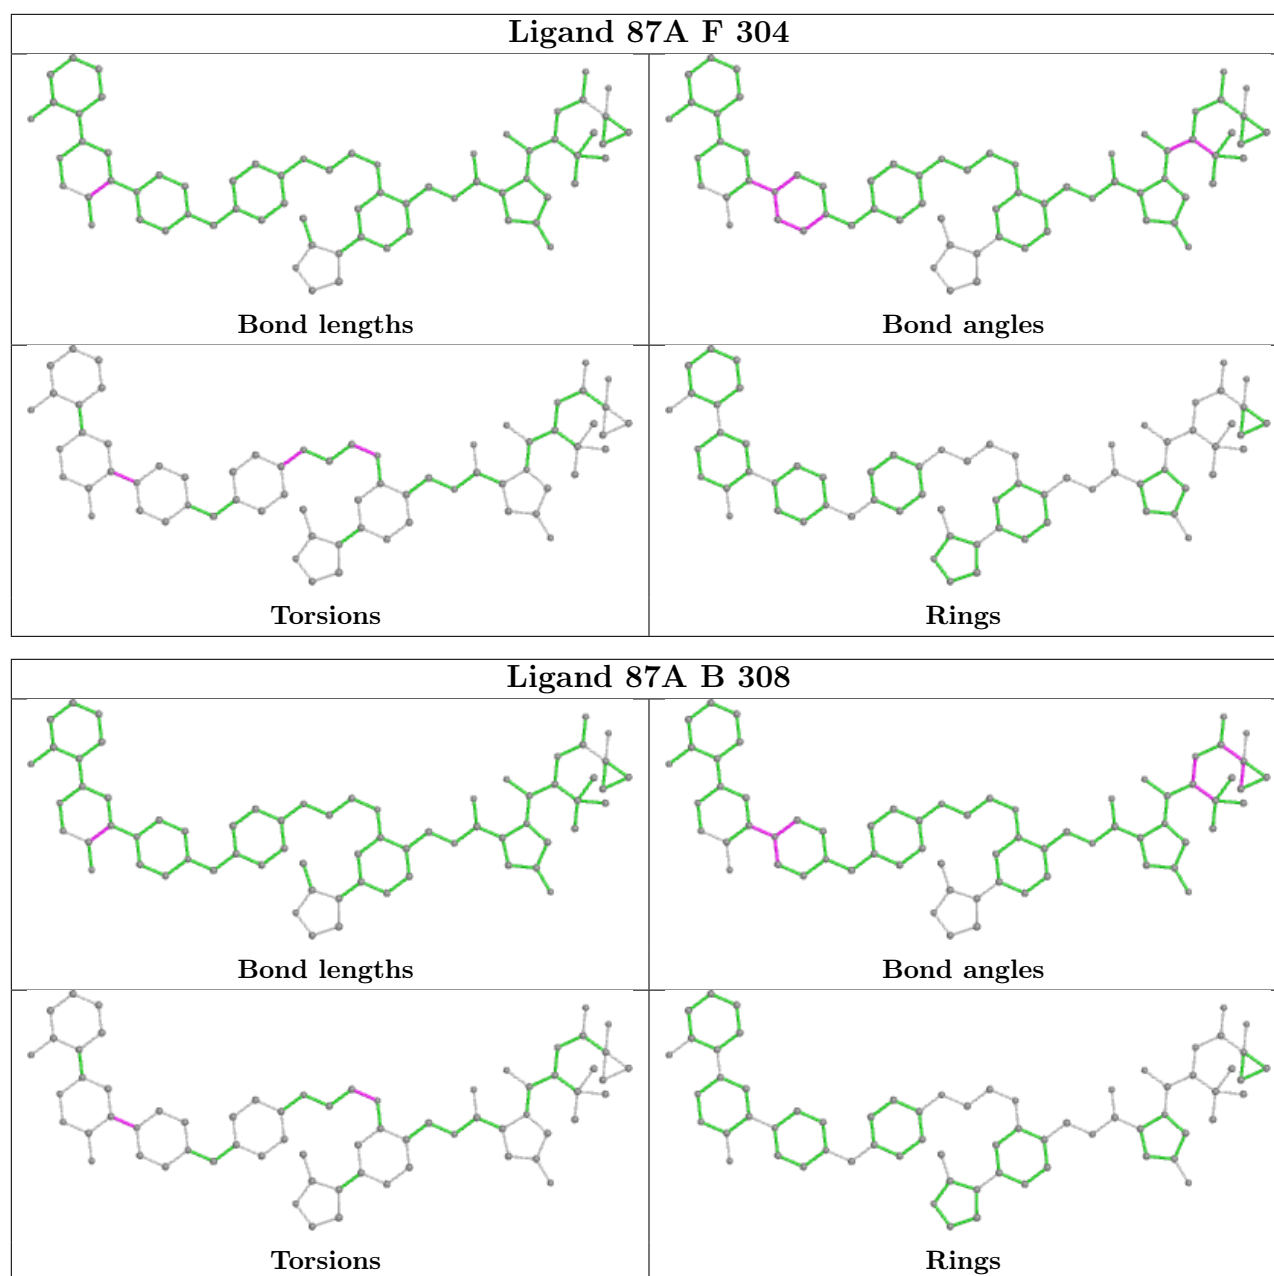 Ligand 87A F 304
Bond lengths
Bond angles
Torsions
Rings
Ligand 87A B 308
Bond lengths
Bond angles
Torsions
Rings